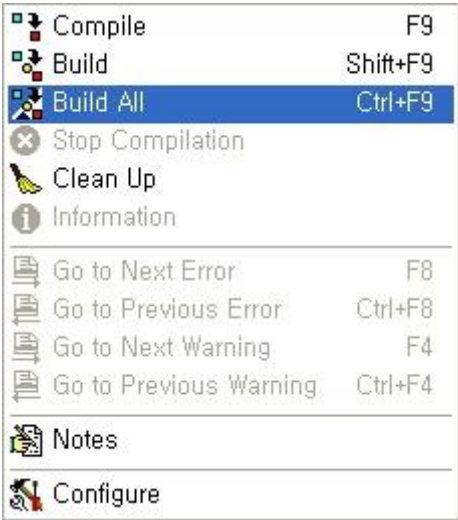 Compile F9
Build Shift+F9
Build All Ctrl+F9
Stop Compilation
Clean Up
Information
Go to Next Error F8
Go to Previous Error Ctrl+F8
Go to Next Warning F4
Go to Previous Warning Ctrl+F4
Notes
Configure